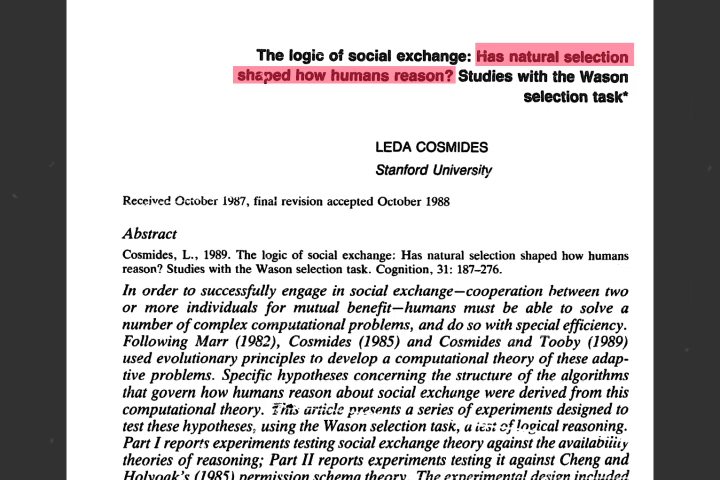 The logic of social exchange: Has natural selection
shaped how humans reason? Studies with the Wason
selection task*
LEDA COSMIDES
Stanford University
Received October 1987, final revision accepted October 1988
Abstract
Cosmides, L., 1989. The logic of social exchange: Has natural selection shaped how humans
reason? Studies with the Wason selection task. Cognition, 31: 187–276.
In order to successfully engage in social exchange—cooperation between two
or more individuals for mutual benefit—humans must be able to solve a
number of complex computational problems, and do so with special efficiency.
Following Marr (1982), Cosmides (1985) and Cosmides and Tooby (1989)
used evolutionary principles to develop a computational theory of these adap-
tive problems. Specific hypotheses concerning the structure of the algorithms
that govern how humans reason about social exchange were derived from this
computational theory. This article presents a series of experiments designed to
test these hypotheses, using the Wason selection task, a test of logical reasoning.
Part I reports experiments testing social exchange theory against the availability
theories of reasoning; Part II reports experiments testing it against Cheng and
Holyoak's (1985) permission schema theory. The experimental design included